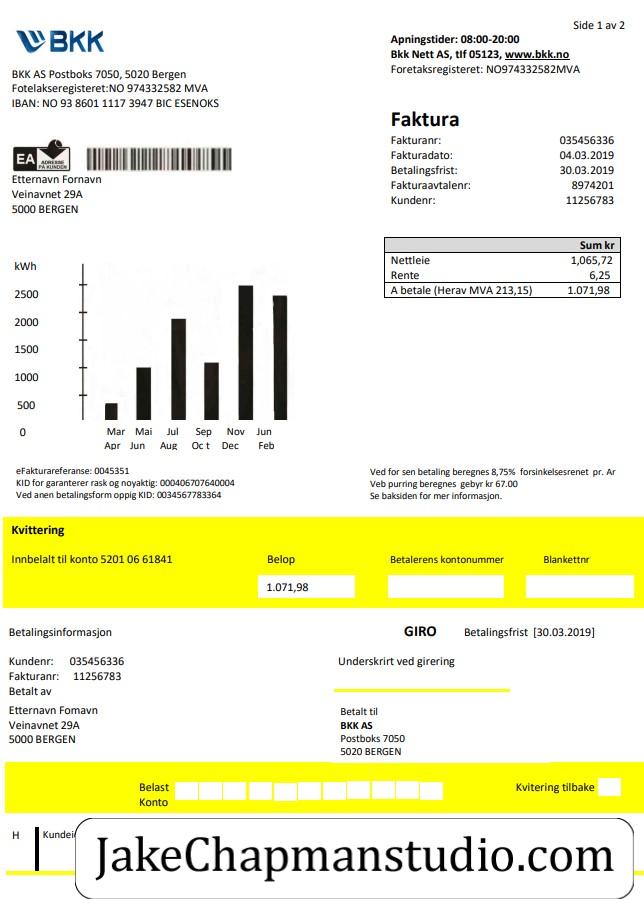 Side 1 av 2
BKK
Apningstider: 08:00-20:00
Bkk Nett AS, tlf 05123, www.bkk.no
Foretaksregisteret: NO974332582MVA
BKK AS Postboks 7050, 5020 Bergen
Fotelakseregisteret:NO 974332582 MVA
IBAN: NO 93 8601 1117 3947 BIC ESENOKS
Faktura
Fakturanr: 035456336
Fakturadato: 04.03.2019
Betalingsfrist: 30.03.2019
Fakturaavtalenr: 8974201
Kundenr: 11256783
EA
ADRESSE
PÅ KUNDEN
Etternavn Fornavn
Veinavnet 29A
5000 BERGEN
Sum kr
Nettleie 1,065,72
Rente 6,25
A betale (Herav MVA 213,15) 1.071,98
kWh
2500
2000
1500
1000
500
0
Mar Mai Jul Sep Nov Jun
Apr Jun Aug Oc t Dec Feb
eFakturareferanse: 0045351
KID for garanterer rask og noyaktig: 000406707640004
Ved anen betalingsform oppig KID: 0034567783364
Ved for sen betaling beregnes 8,75% forsinkelsesrenet pr. Ar
Veb purring beregnes gebyr kr 67.00
Se baksiden for mer informasjon.
Kvittering
Innbelalt til konto 5201 06 61841 Belop Betalerens kontonummer Blankettnr
1.071,98
Betalingsinformasjon GIRO Betalingsfrist [30.03.2019]
Kundenr: 035456336
Fakturanr: 11256783
Betalt av
Underskrirt ved girering
Etternavn Fomavn
Veinavnet 29A
5000 BERGEN
Betalt til
BKK AS
Postboks 7050
5020 BERGEN
Belast
Konto
Kvitering tilbake
H
JakeChapmanstudio.com